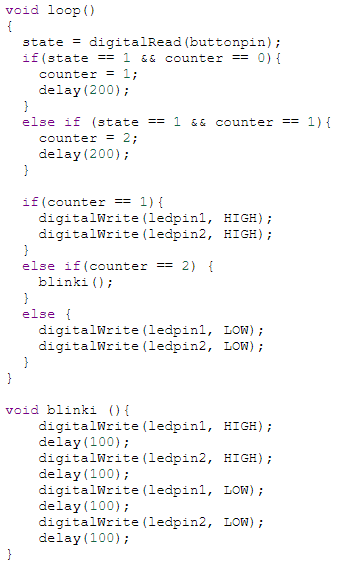 void loop()
{
  state = digitalRead(buttonpin);
  if(state == 1 && counter == 0){
    counter = 1;
    delay(200);
  }
  else if (state == 1 && counter == 1){
    counter = 2;
    delay(200);
  }

  if(counter == 1){
    digitalWrite(ledpin1, HIGH);
    digitalWrite(ledpin2, HIGH);
  }
  else if(counter == 2) {
    blinki();
  }
  else {
    digitalWrite(ledpin1, LOW);
    digitalWrite(ledpin2, LOW);
  }
}

void blinki (){
    digitalWrite(ledpin1, HIGH);
    delay(100);
    digitalWrite(ledpin2, HIGH);
    delay(100);
    digitalWrite(ledpin1, LOW);
    delay(100);
    digitalWrite(ledpin2, LOW);
    delay(100);
}